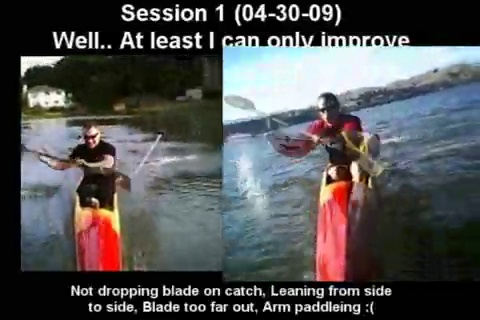 Session 1 (04-30-09)
Well.. At least I can only improve
Not dropping blade on catch, Leaning from side
to side, Blade too far out, Arm paddleing :(